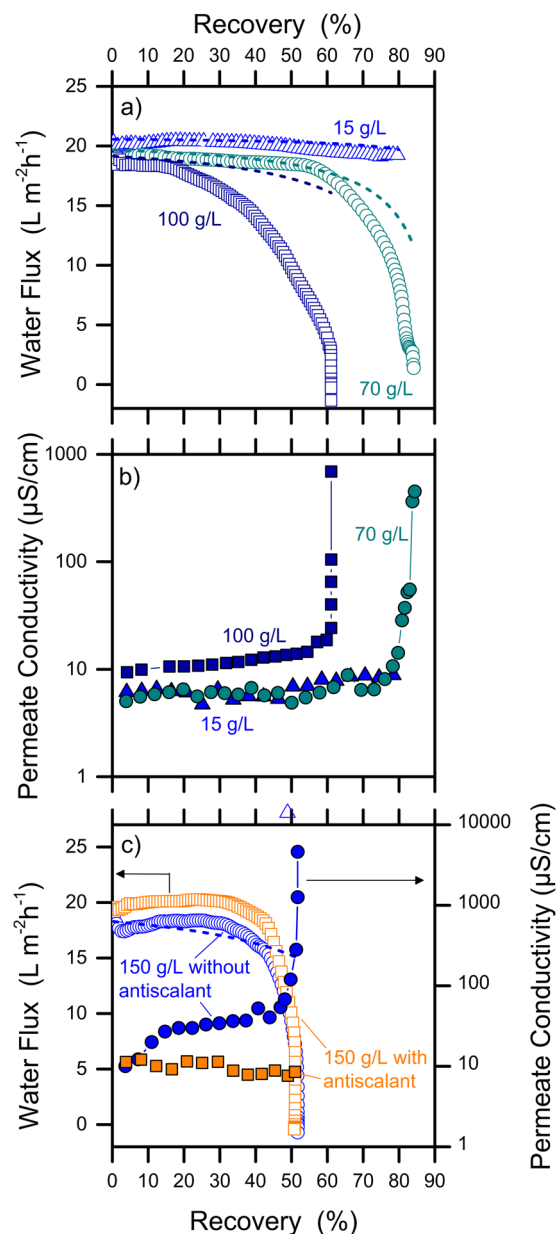 Recovery (%)
0 10 20 30 40 50 60 70 80 90
25
a)
15 g/L
20
15
100 g/L
10
5
70 g/L
0
Water Flux (L m⁻²h⁻¹)
1000
b)
70 g/L
100
100 g/L
10
15 g/L
1
Permeate Conductivity (µS/cm)
10000
c)
25
20
1000
15
150 g/L without
antiscalant
100
10
150 g/L with
antiscalant
5
10
0
1
Water Flux (L m⁻²h⁻¹)
Permeate Conductivity (µS/cm)
0 10 20 30 40 50 60 70 80 90
Recovery (%)